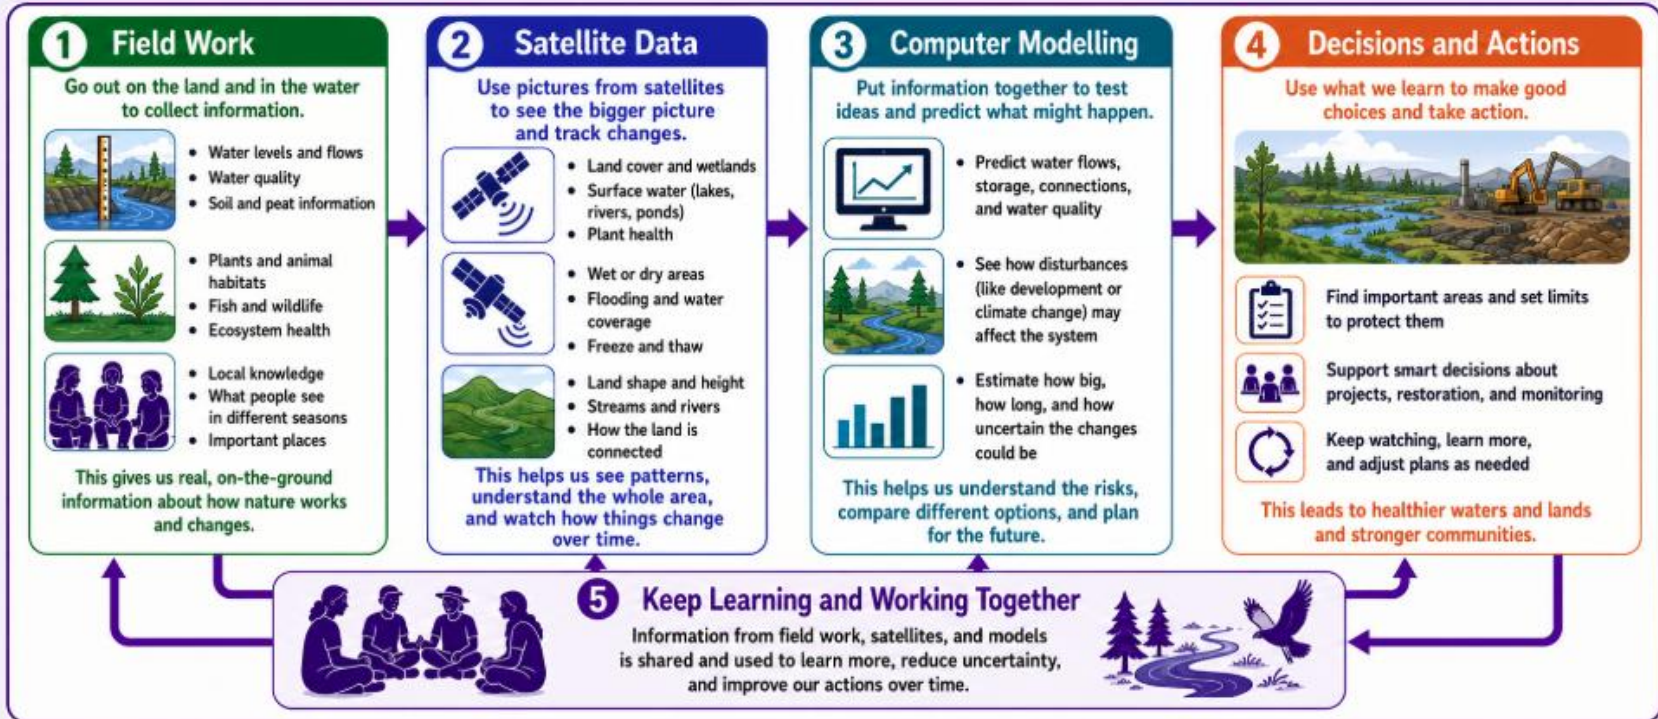 1 Field Work
Go out on the land and in the water
to collect information.
• Water levels and flows
• Water quality
• Soil and peat information
• Plants and animal
habitats
• Fish and wildlife
• Ecosystem health
• Local knowledge
• What people see
in different seasons
• Important places
This gives us real, on-the-ground
information about how nature works
and changes.
2 Satellite Data
Use pictures from satellites
to see the bigger picture
and track changes.
• Land cover and wetlands
• Surface water (lakes,
rivers, ponds)
• Plant health
• Wet or dry areas
• Flooding and water
coverage
• Freeze and thaw
• Land shape and height
• Streams and rivers
• How the land is
connected
This helps us see patterns,
understand the whole area,
and watch how things change
over time.
3 Computer Modelling
Put information together to test
ideas and predict what might happen.
• Predict water flows,
storage, connections,
and water quality
• See how disturbances
(like development or
climate change) may
affect the system
• Estimate how big,
how long, and how
uncertain the changes
could be
This helps us understand the risks,
compare different options, and plan
for the future.
4 Decisions and Actions
Use what we learn to make good
choices and take action.
Find important areas and set limits
to protect them
Support smart decisions about
projects, restoration, and monitoring
Keep watching, learn more,
and adjust plans as needed
This leads to healthier waters and lands
and stronger communities.
5 Keep Learning and Working Together
Information from field work, satellites, and models
is shared and used to learn more, reduce uncertainty,
and improve our actions over time.